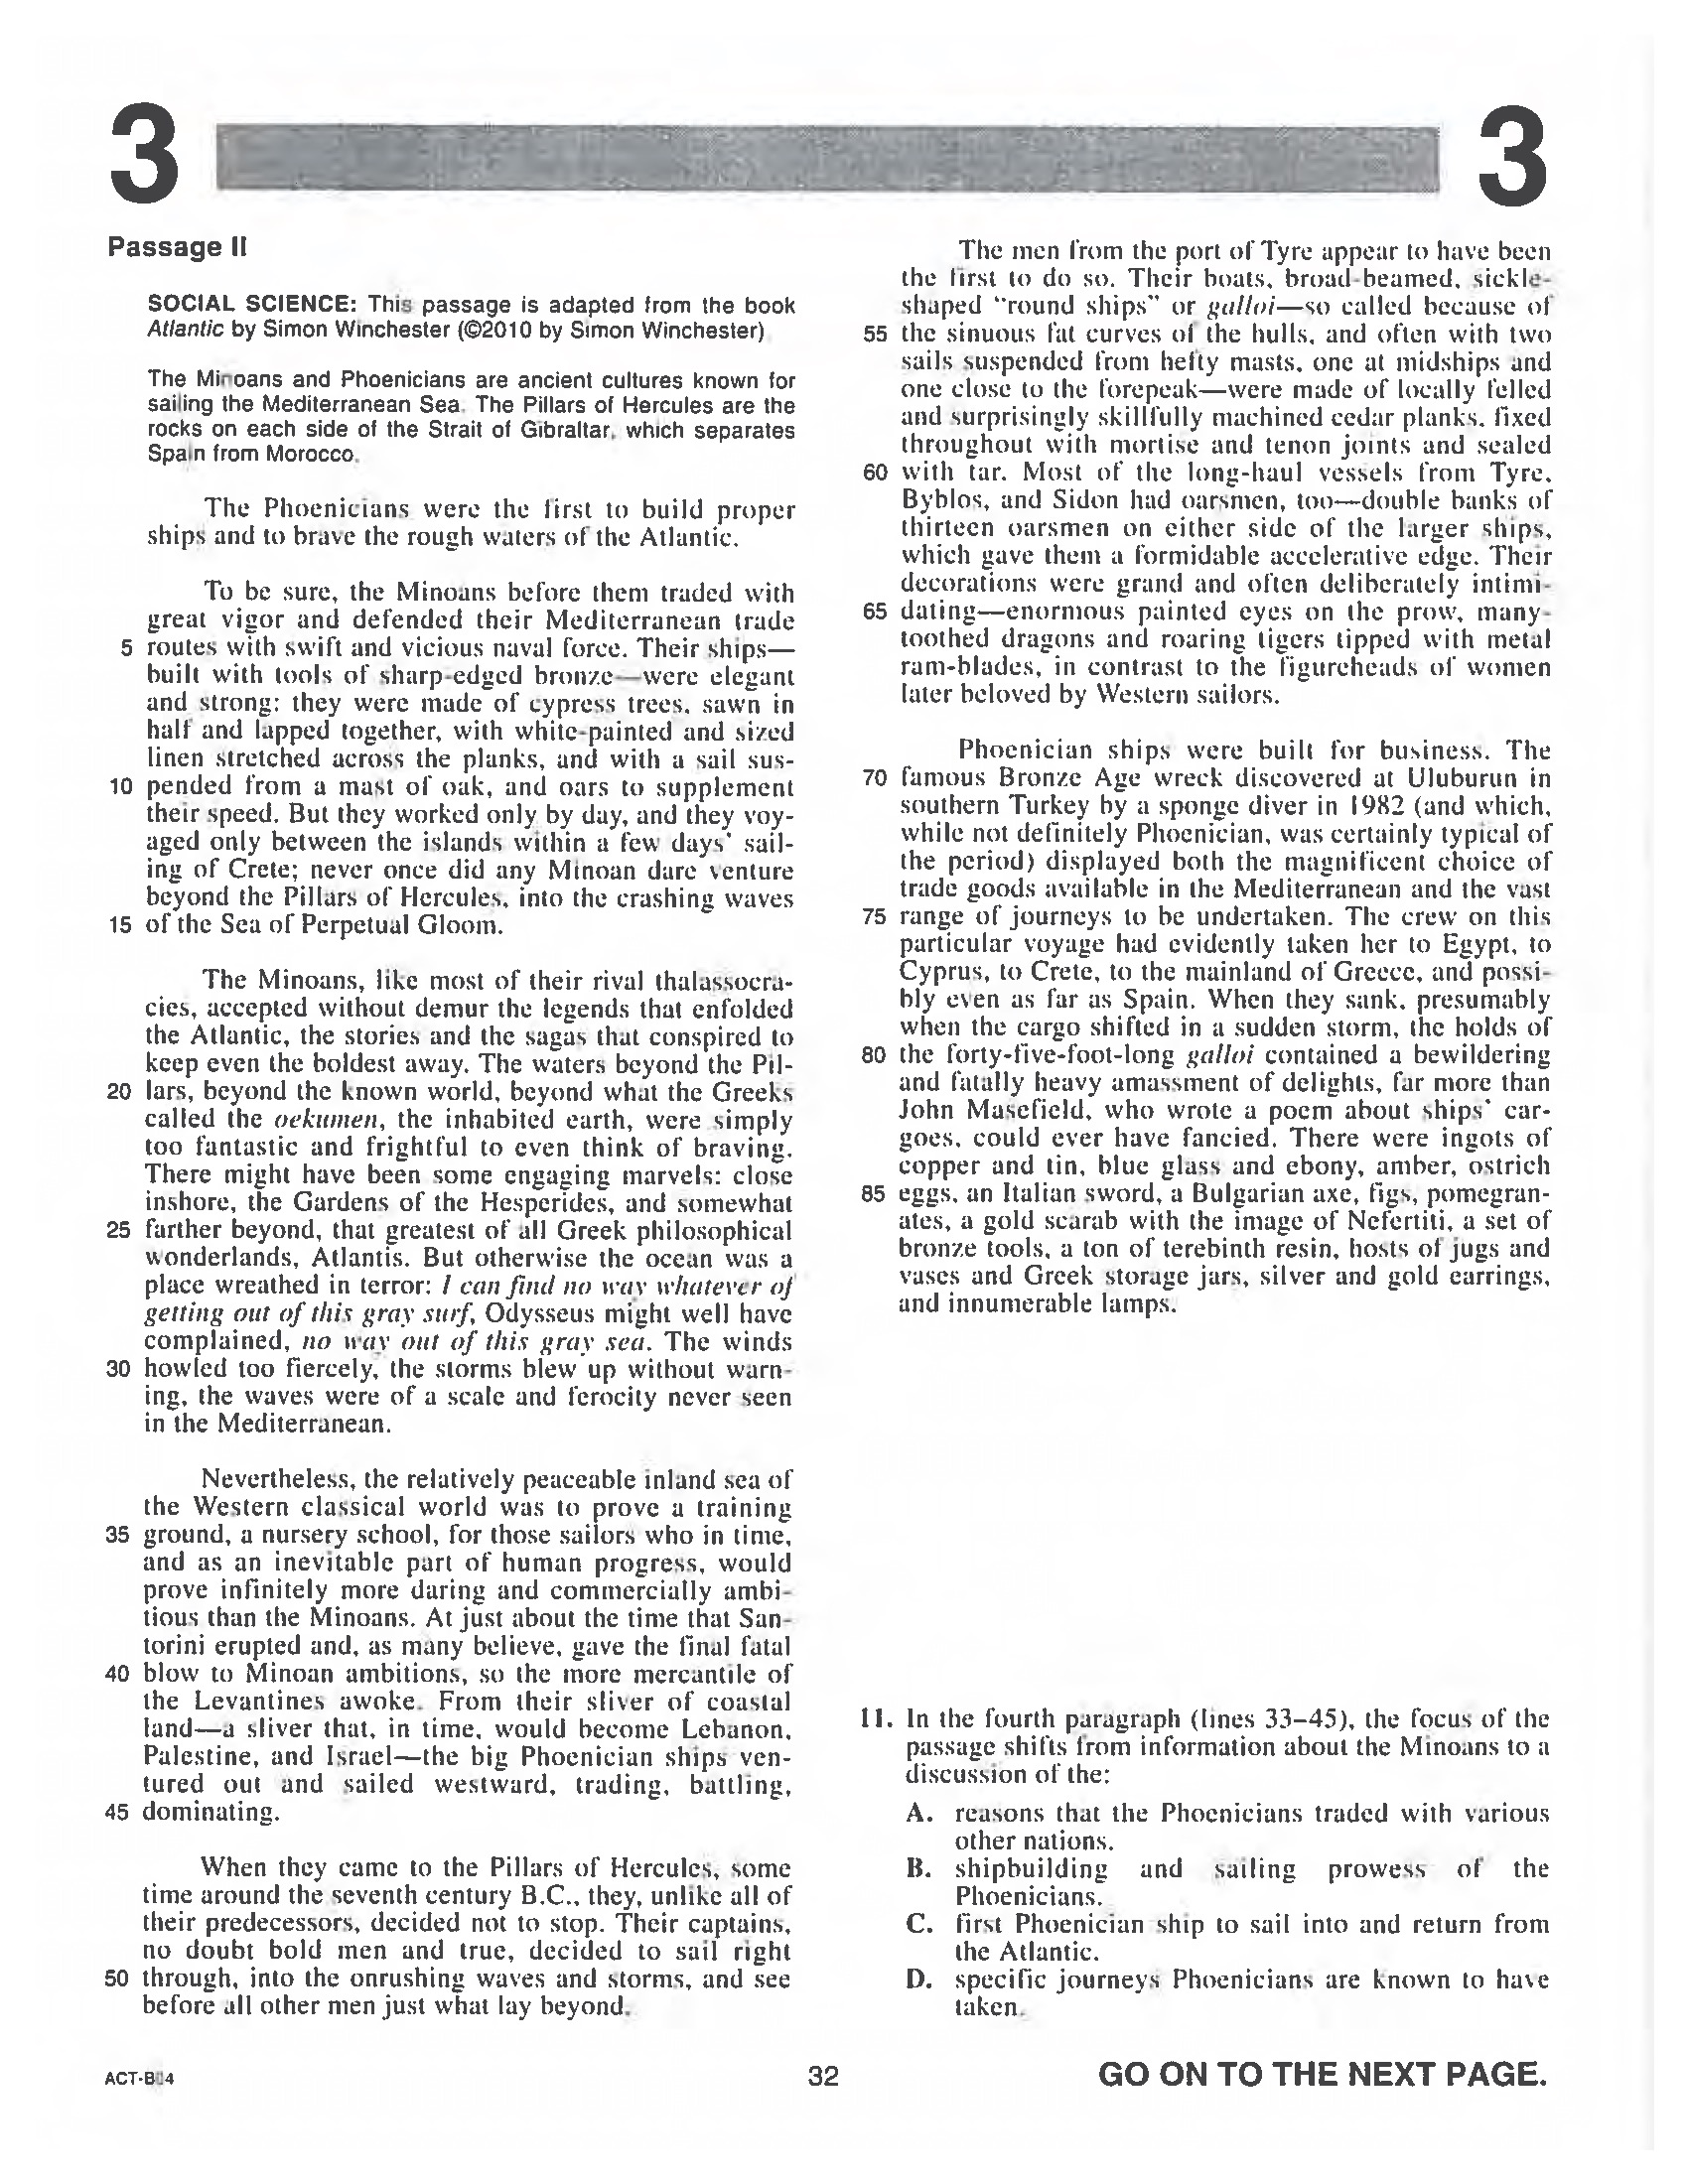 3 3
Passage II
SOCIAL SCIENCE: This passage is adapted from the book
Atlantic by Simon Winchester (©2010 by Simon Winchester)
The Minoans and Phoenicians are ancient cultures known for
sailing the Mediterranean Sea. The Pillars of Hercules are the
rocks on each side of the Strait of Gibraltar, which separates
Spain from Morocco.
The Phoenicians were the first to build proper
ships and to brave the rough waters of the Atlantic.
To be sure, the Minoans before them traded with
great vigor and defended their Mediterranean trade
5 routes with swift and vicious naval force. Their ships—
built with tools of sharp-edged bronze—were elegant
and strong: they were made of cypress trees, sawn in
half and lapped together, with white-painted and sized
linen stretched across the planks, and with a sail sus-
10 pended from a mast of oak, and oars to supplement
their speed. But they worked only by day, and they voy-
aged only between the islands within a few days' sail-
ing of Crete; never once did any Minoan dare venture
beyond the Pillars of Hercules, into the crashing waves
15 of the Sea of Perpetual Gloom.
The Minoans, like most of their rival thalassocra-
cies, accepted without demur the legends that enfolded
the Atlantic, the stories and the sagas that conspired to
keep even the boldest away. The waters beyond the Pil-
20 lars, beyond the known world, beyond what the Greeks
called the oekumen, the inhabited earth, were simply
too fantastic and frightful to even think of braving.
There might have been some engaging marvels: close
inshore, the Gardens of the Hesperides, and somewhat
25 farther beyond, that greatest of all Greek philosophical
wonderlands, Atlantis. But otherwise the ocean was a
place wreathed in terror: I can find no way whatever of
getting out of this gray surf, Odysseus might well have
complained, no way out of this gray sea. The winds
30 howled too fiercely, the storms blew up without warn-
ing, the waves were of a scale and ferocity never seen
in the Mediterranean.
Nevertheless, the relatively peaceable inland sea of
the Western classical world was to prove a training
35 ground, a nursery school, for those sailors who in time,
and as an inevitable part of human progress, would
prove infinitely more daring and commercially ambi-
tious than the Minoans. At just about the time that San-
torini erupted and, as many believe, gave the final fatal
40 blow to Minoan ambitions, so the more mercantile of
the Levantines awoke. From their sliver of coastal
land—a sliver that, in time, would become Lebanon,
Palestine, and Israel—the big Phoenician ships ven-
tured out and sailed westward, trading, battling,
45 dominating.
When they came to the Pillars of Hercules, some
time around the seventh century B.C., they, unlike all of
their predecessors, decided not to stop. Their captains,
no doubt bold men and true, decided to sail right
50 through, into the onrushing waves and storms, and see
before all other men just what lay beyond.
The men from the port of Tyre appear to have been
the first to do so. Their boats, broad-beamed, sickle-
shaped "round ships" or galloi—so called because of
55 the sinuous fat curves of the hulls, and often with two
sails suspended from hefty masts, one at midships and
one close to the forepeak—were made of locally felled
and surprisingly skillfully machined cedar planks, fixed
throughout with mortise and tenon joints and sealed
60 with tar. Most of the long-haul vessels from Tyre,
Byblos, and Sidon had oarsmen, too—double banks of
thirteen oarsmen on either side of the larger ships,
which gave them a formidable accelerative edge. Their
decorations were grand and often deliberately intimi-
65 dating—enormous painted eyes on the prow, many-
toothed dragons and roaring tigers tipped with metal
ram-blades, in contrast to the figureheads of women
later beloved by Western sailors.
Phoenician ships were built for business. The
70 famous Bronze Age wreck discovered at Uluburun in
southern Turkey by a sponge diver in 1982 (and which,
while not definitely Phoenician, was certainly typical of
the period) displayed both the magnificent choice of
trade goods available in the Mediterranean and the vast
75 range of journeys to be undertaken. The crew on this
particular voyage had evidently taken her to Egypt, to
Cyprus, to Crete, to the mainland of Greece, and possi-
bly even as far as Spain. When they sank, presumably
when the cargo shifted in a sudden storm, the holds of
80 the forty-five-foot-long galloi contained a bewildering
and fatally heavy amassment of delights, far more than
John Masefield, who wrote a poem about ships' car-
goes, could ever have fancied. There were ingots of
copper and tin, blue glass and ebony, amber, ostrich
85 eggs, an Italian sword, a Bulgarian axe, figs, pomegran-
ates, a gold scarab with the image of Nefertiti, a set of
bronze tools, a ton of terebinth resin, hosts of jugs and
vases and Greek storage jars, silver and gold earrings,
and innumerable lamps.
11. In the fourth paragraph (lines 33–45), the focus of the
passage shifts from information about the Minoans to a
discussion of the:
A. reasons that the Phoenicians traded with various
other nations.
B. shipbuilding and sailing prowess of the
Phoenicians.
C. first Phoenician ship to sail into and return from
the Atlantic.
D. specific journeys Phoenicians are known to have
taken.
ACT-B04 32 GO ON TO THE NEXT PAGE.